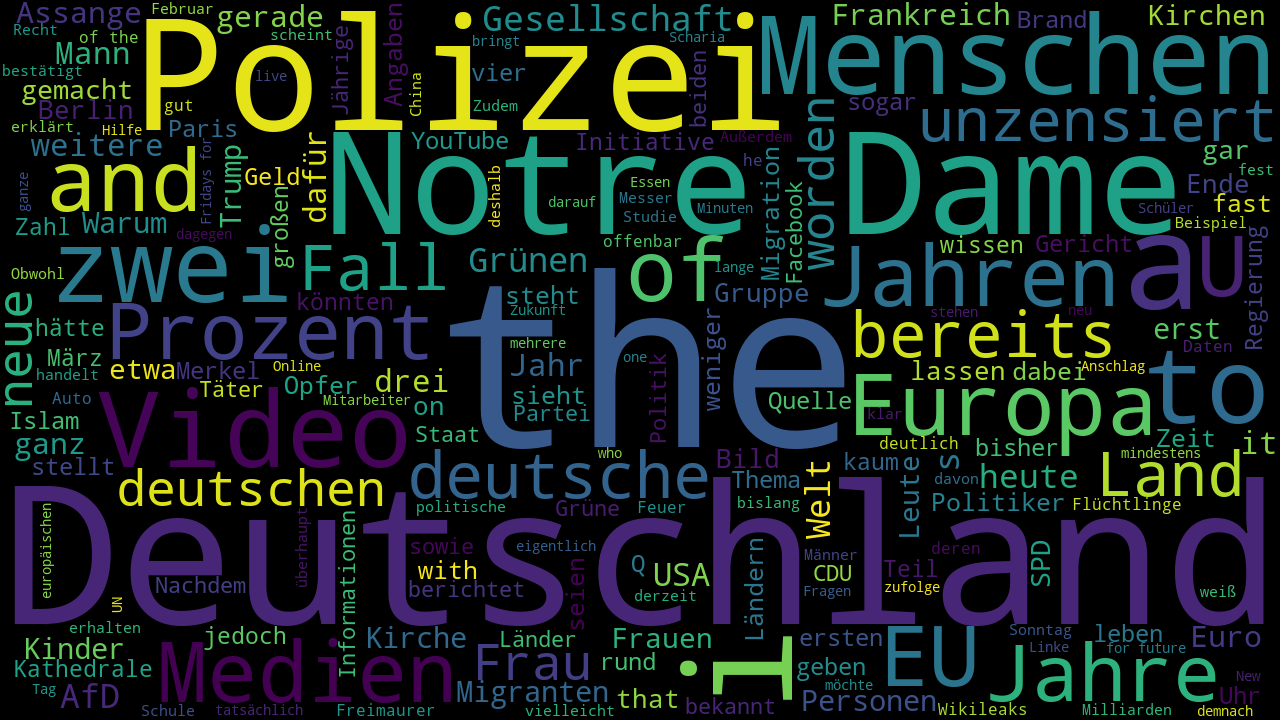 Assange
Februar
gerade
Polizei
Gesellschaft
Menschen
Frankreich
Brand
Kirchen
Recht
of the
scheint
Mann
bestätigt
live
Jährige
Angaben
bringt
Scharia
vier
China
gemacht
gut
Zudem
beiden
sogar
unzensiert
Berlin
erklärt
Hilfe
Paris
dafür
Notre
Dame
YouTube
Initiative
Außerdem
worden
weitere
and
Trump
Geld
Fridays for
ganze
großen
deshalb
he
Essen
Messer
Studie
Minuten
darauf
Migration
Facebook
gar
fest
Ende
Schüler
fast
Beispiel
Zahl
Warum
dagegen
zwei
Fall
Grünen
offenbar
of
lange
Jahren
wissen
Gericht
au
Regierung
Obwohl
neue
hätte
könnten
steht
Zukunft
Gruppe
the
stehen
neu
bereits
erst
Prozent
März
mehrere
weniger
Daten
handelt
etwa
Merkel
Online
Jahr
one
Politik
lassen
dabei
Anschlag
to
Auto
Täter
Opfer
drei
sieht
Mitarbeiter
on
Partei
Quelle
klar
Europa
Islam
Video
Staat
ganz
who
deutlich
bisher
Zeit
it
stellt
deutschen
deutsche
Bild
Thema
Welt
kaum
Leute
s
davon
heute
mindestens
Land
politische
Grüne
Feuer
bislang
Politiker
Flüchtlinge
Deutschland
europäischen
überhaupt
Informationen
sowie
eigentlich
Männer
deren
SPD
UN
Nachdem
with
berichtet
seien
Q
USA
derzeit
Ländern
CDU
Fragen
Teil
zufolge
weiß
erhalten
Kinder
jedoch
Kirche
Länder
Frauen
i
ersten
EU
Sonntag
Linke
leben
for future
Euro
Kathedrale
Medien
Frau
rund
geben
möchte
Jahre
New
Tag
AfD
Migranten
that
bekannt
Personen
Uhr
Schule
tatsächlich
Freimaurer
vielleicht
Wikileaks
Milliarden
demnach